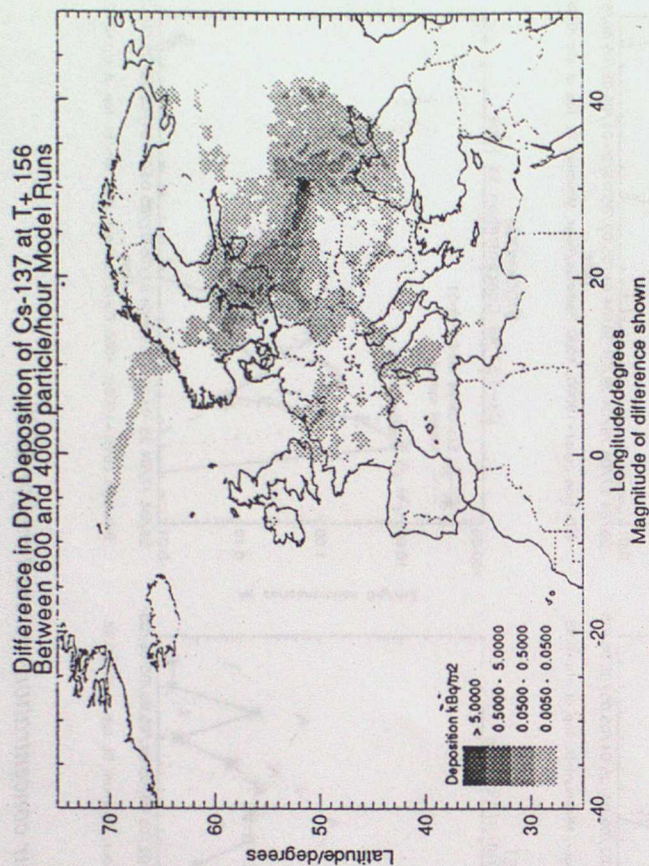 Difference in Dry Deposition of Cs-137 at T+ 156
Between 600 and 4000 particle/hour Model Runs
Latitude/degrees
70
60
50
40
30
Deposition kBq/m2
> 5.0000
0.5000 - 5.0000
0.0500 - 0.5000
0.0050 - 0.0500
-40
-20
0
20
40
Longitude/degrees
Magnitude of difference shown